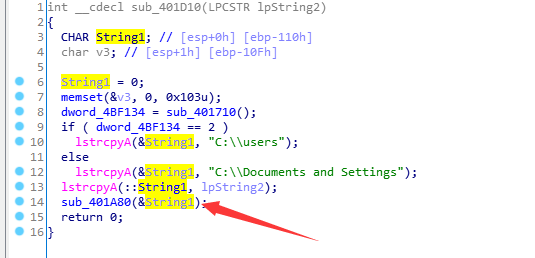 1 int __cdecl sub_401D10(LPCSTR lpString2)
2 {
3 CHAR String1; // [esp+0h] [ebp-110h]
4 char v3; // [esp+1h] [ebp-10Fh]
5
6 String1 = 0;
7 memset(&v3, 0, 0x103u);
8 dword_4BF134 = sub_401710();
9 if ( dword_4BF134 == 2 )
10 lstrcpyA(&String1, "C:\\users");
11 else
12 lstrcpyA(&String1, "C:\\Documents and Settings");
13 lstrcpyA(::String1, lpString2);
14 sub_401A80(&String1);
15 return 0;
16 }